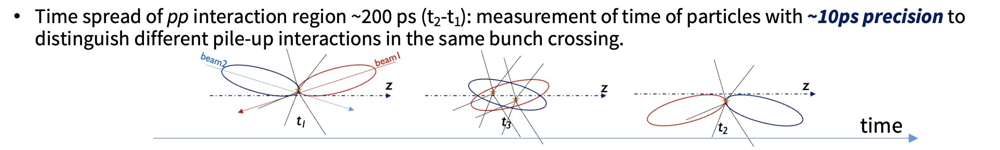 • Time spread of pp interaction region ~200 ps (t₂-t₁): measurement of time of particles with ~10ps precision to
distinguish different pile-up interactions in the same bunch crossing.
beam2
beam1
z
z
z
t₁
t₃
t₂
time